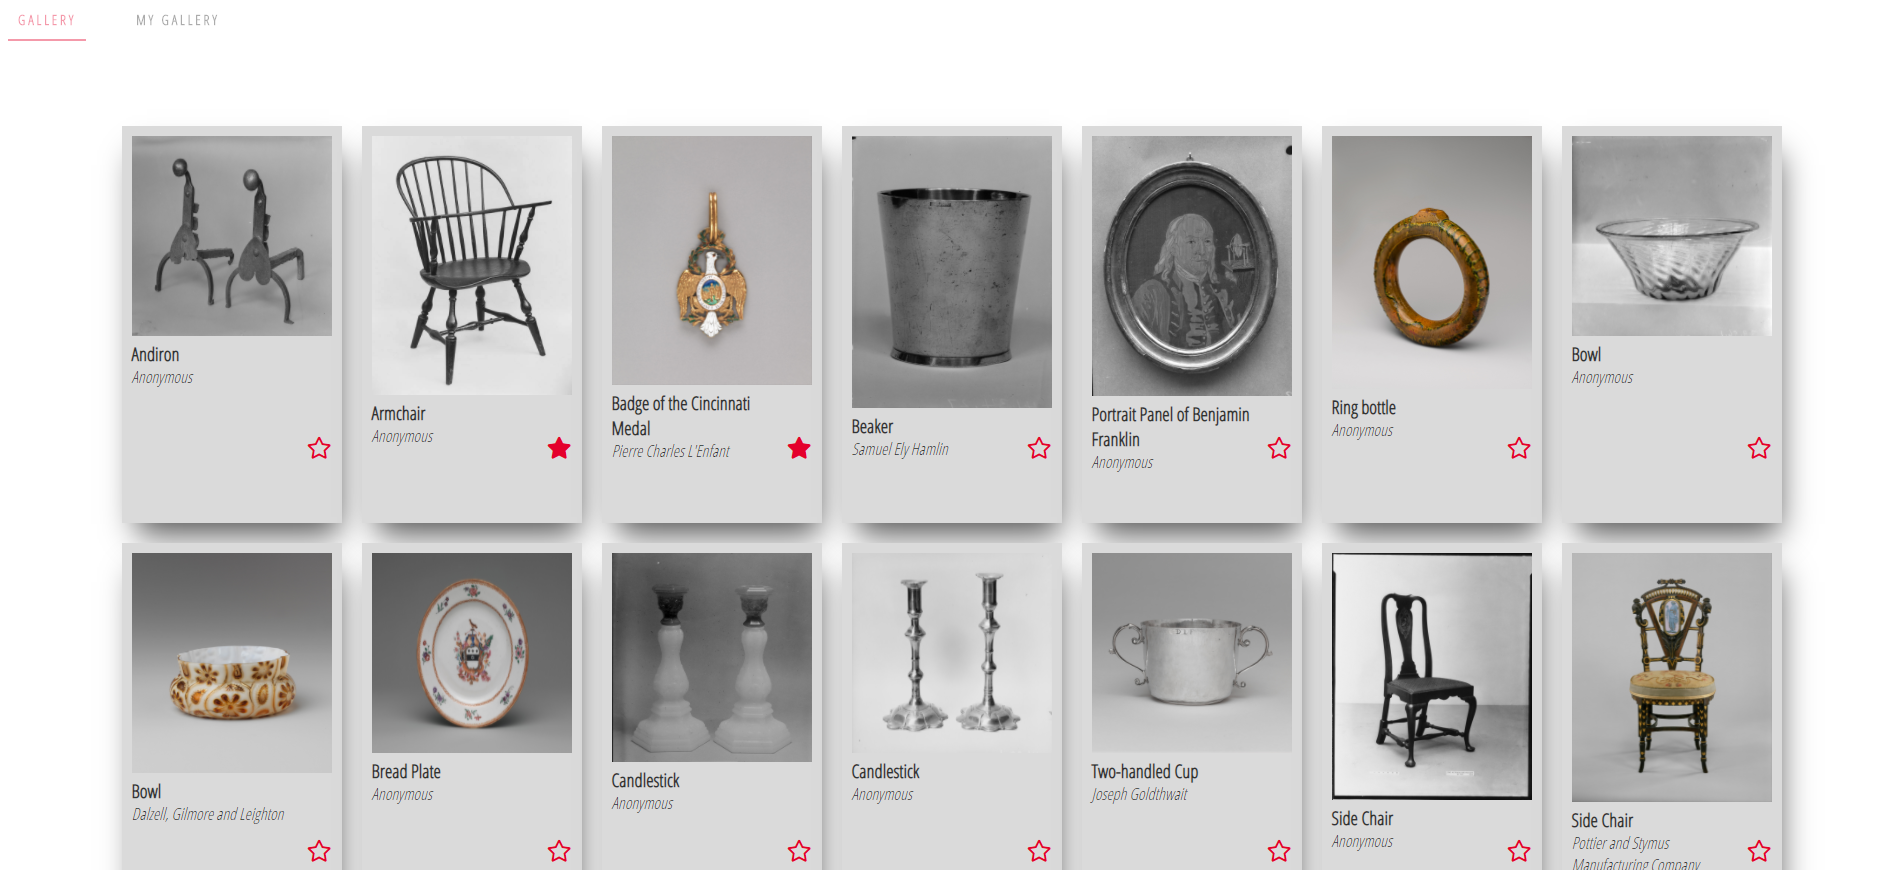 GALLERY
MY GALLERY
Andiron
Anonymous
Armchair
Anonymous
Badge of the Cincinnati
Medal
Pierre Charles L'Enfant
Beaker
Samuel Ely Hamlin
Portrait Panel of Benjamin
Franklin
Anonymous
Ring bottle
Anonymous
Bowl
Anonymous
Bowl
Dalzell, Gilmore and Leighton
Bread Plate
Anonymous
Candlestick
Anonymous
Candlestick
Anonymous
Two-handled Cup
Joseph Goldthwait
Side Chair
Anonymous
Side Chair
Pottier and Stymus
Manufacturing Company